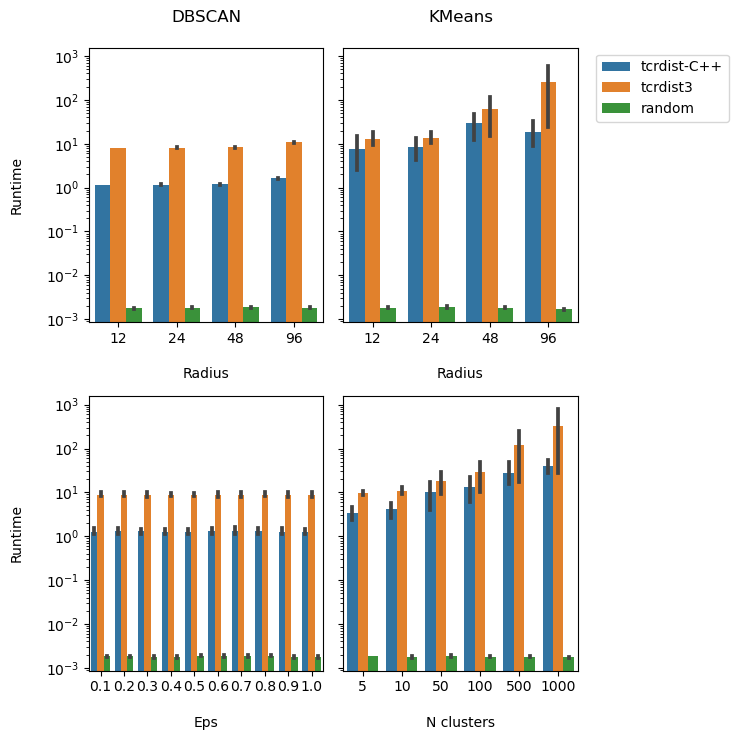 DBSCAN
KMeans
tcrdist-C++
tcrdist3
random
Runtime
10³
10²
10¹
10⁰
10⁻¹
10⁻²
10⁻³
12 24 48 96
Radius
12 24 48 96
Radius
Runtime
10³
10²
10¹
10⁰
10⁻¹
10⁻²
10⁻³
0.1 0.2 0.3 0.4 0.5 0.6 0.7 0.8 0.9 1.0
Eps
5 10 50 100 500 1000
N clusters